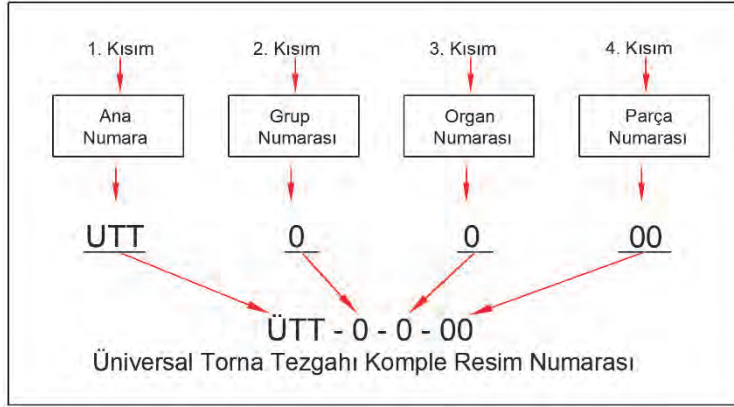 1. Kısım 2. Kısım 3. Kısım 4. Kısım
Ana Numara Grup Numarası Organ Numarası Parça Numarası
UTT 0 0 00
ÜTT - 0 - 0 - 00
Üniversal Torna Tezgahı Komple Resim Numarası